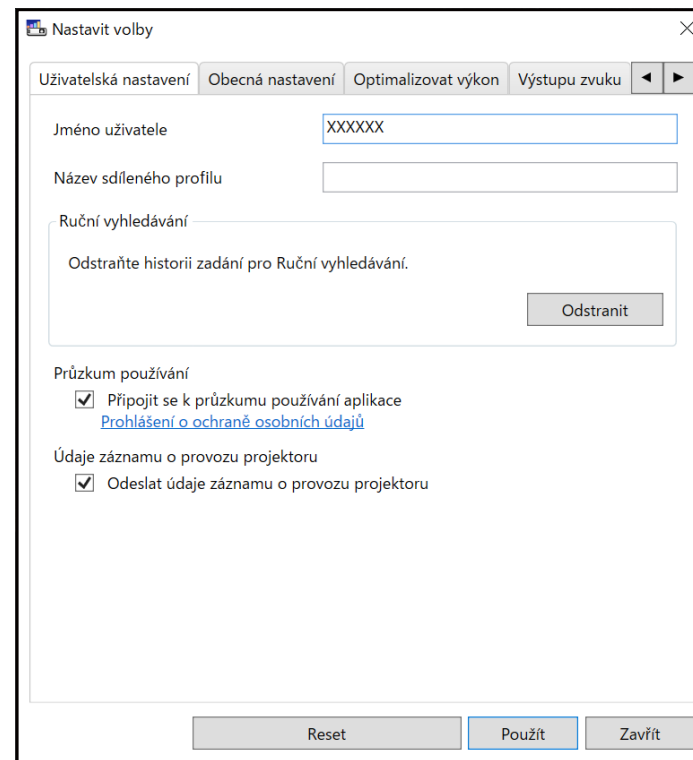 Nastavit volby
Uživatelská nastavení Obecná nastavení Optimalizovat výkon Výstupu zvuku
Jméno uživatele XXXXXX
Název sdíleného profilu
Ruční vyhledávání
Odstraňte historii zadání pro Ruční vyhledávání.
Odstranit
Průzkum používání
Připojit se k průzkumu používání aplikace
Prohlášení o ochraně osobních údajů
Údaje záznamu o provozu projektoru
Odeslat údaje záznamu o provozu projektoru
Reset Použít Zavřít